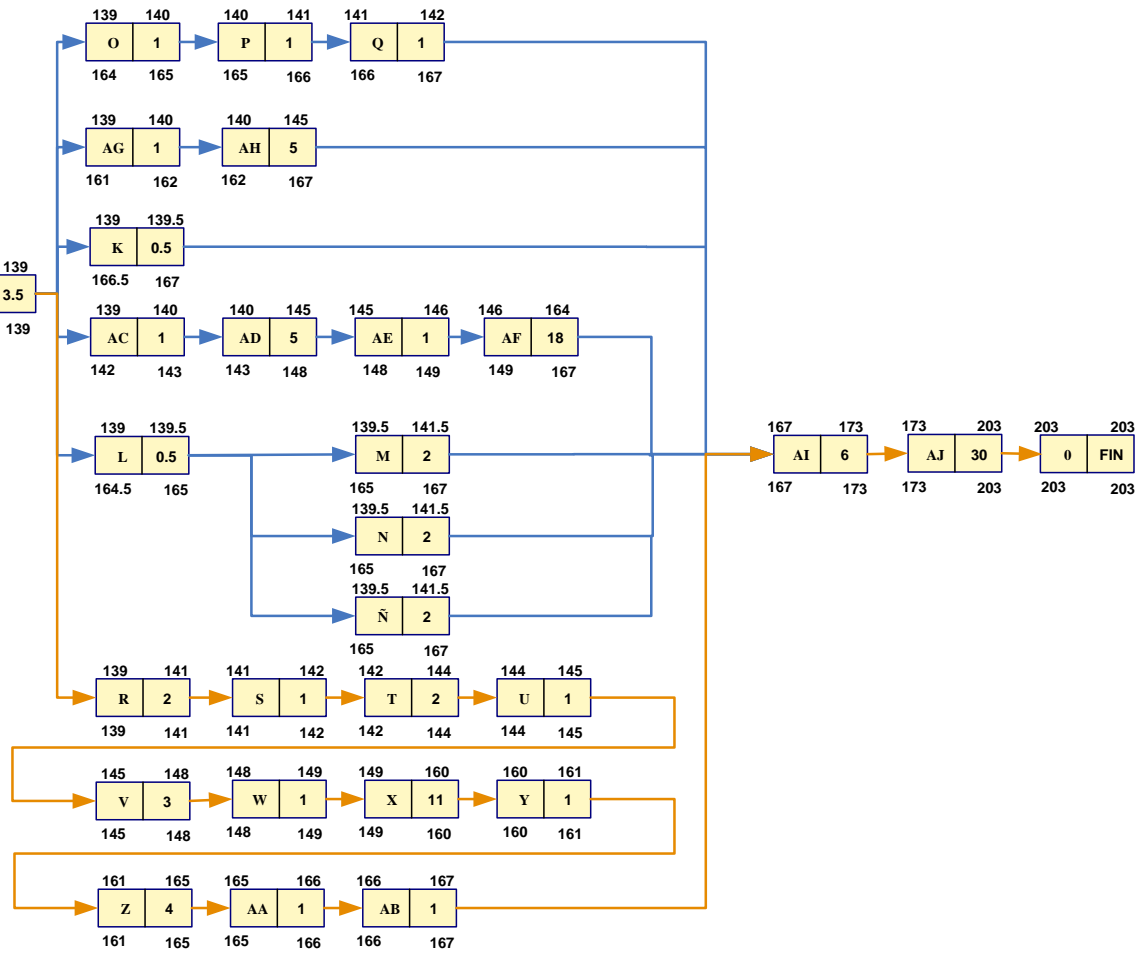 139 140 140 141 141 142
O 1 P 1 Q 1
164 165 165 166 166 167
139 140 140 145
AG 1 AH 5
161 162 162 167
139 139.5
K 0.5
166.5 167
139
3.5
139
139 140 140 145 145 146 146 164
AC 1 AD 5 AE 1 AF 18
142 143 143 148 148 149 149 167
139 139.5 139.5 141.5
L 0.5 M 2
164.5 165 165 167
167 173 173 203 203 203
AI 6 AJ 30 0 FIN
167 173 173 203 203 203
139.5 141.5
N 2
165 167
139.5 141.5
Ñ 2
165 167
139 141 141 142 142 144 144 145
R 2 S 1 T 2 U 1
139 141 141 142 142 144 144 145
145 148 148 149 149 160 160 161
V 3 W 1 X 11 Y 1
145 148 148 149 149 160 160 161
161 165 165 166 166 167
Z 4 AA 1 AB 1
161 165 165 166 166 167